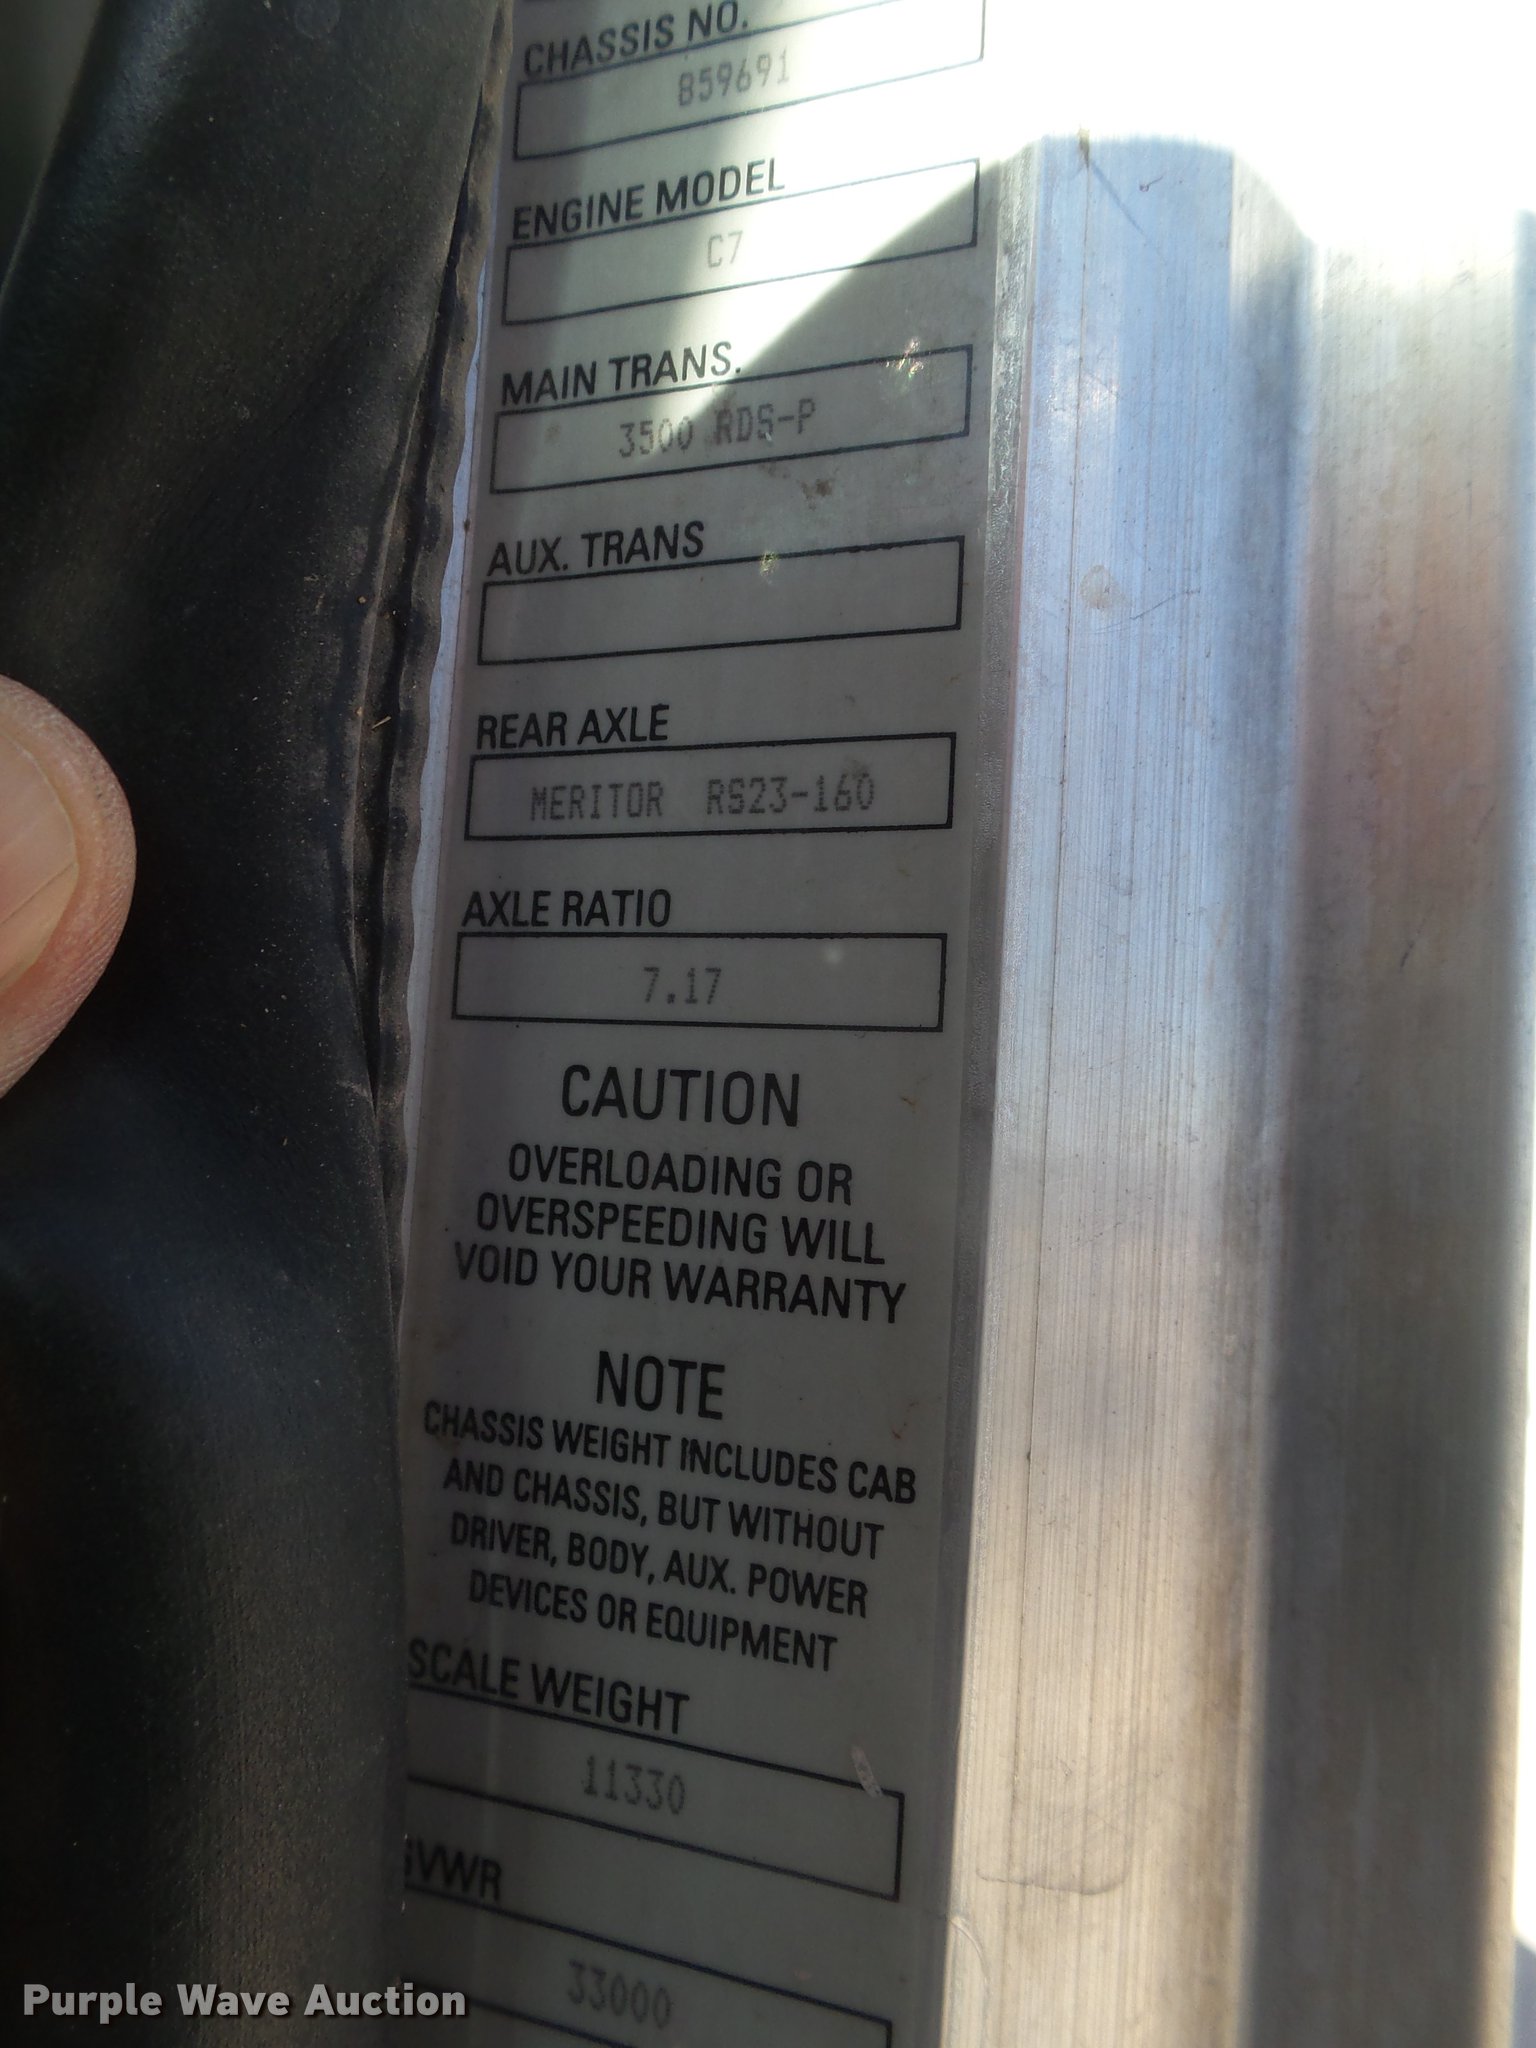 CHASSIS NO.
859691
ENGINE MODEL
C7
MAIN TRANS.
3500 RDS-P
AUX. TRANS
REAR AXLE
MERITOR RS23-160
AXLE RATIO
7.17
CAUTION
OVERLOADING OR
OVERSPEEDING WILL
VOID YOUR WARRANTY
NOTE
CHASSIS WEIGHT INCLUDES CAB
AND CHASSIS, BUT WITHOUT
DRIVER, BODY, AUX. POWER
DEVICES OR EQUIPMENT
SCALE WEIGHT
11330
GVWR
33000
Purple Wave Auction